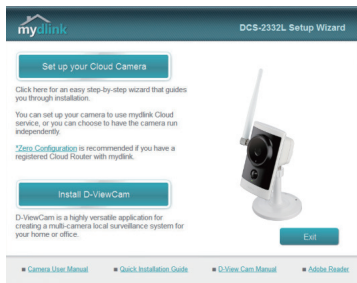 mydlink
DCS-2332L Setup Wizard
Set up your Cloud Camera
Click here for an easy step-by-step wizard that guides
you through installation.
You can set up your camera to use mydlink Cloud
service, or you can choose to have the camera run
independently.
*Zero Configuration is recommended if you have a
registered Cloud Router with mydlink.
Install D-ViewCam
D-ViewCam is a highly versatile application for
creating a multi-camera local surveillance system for
your home or office.
Exit
Camera User Manual
Quick Installation Guide
D-View Cam Manual
Adobe Reader